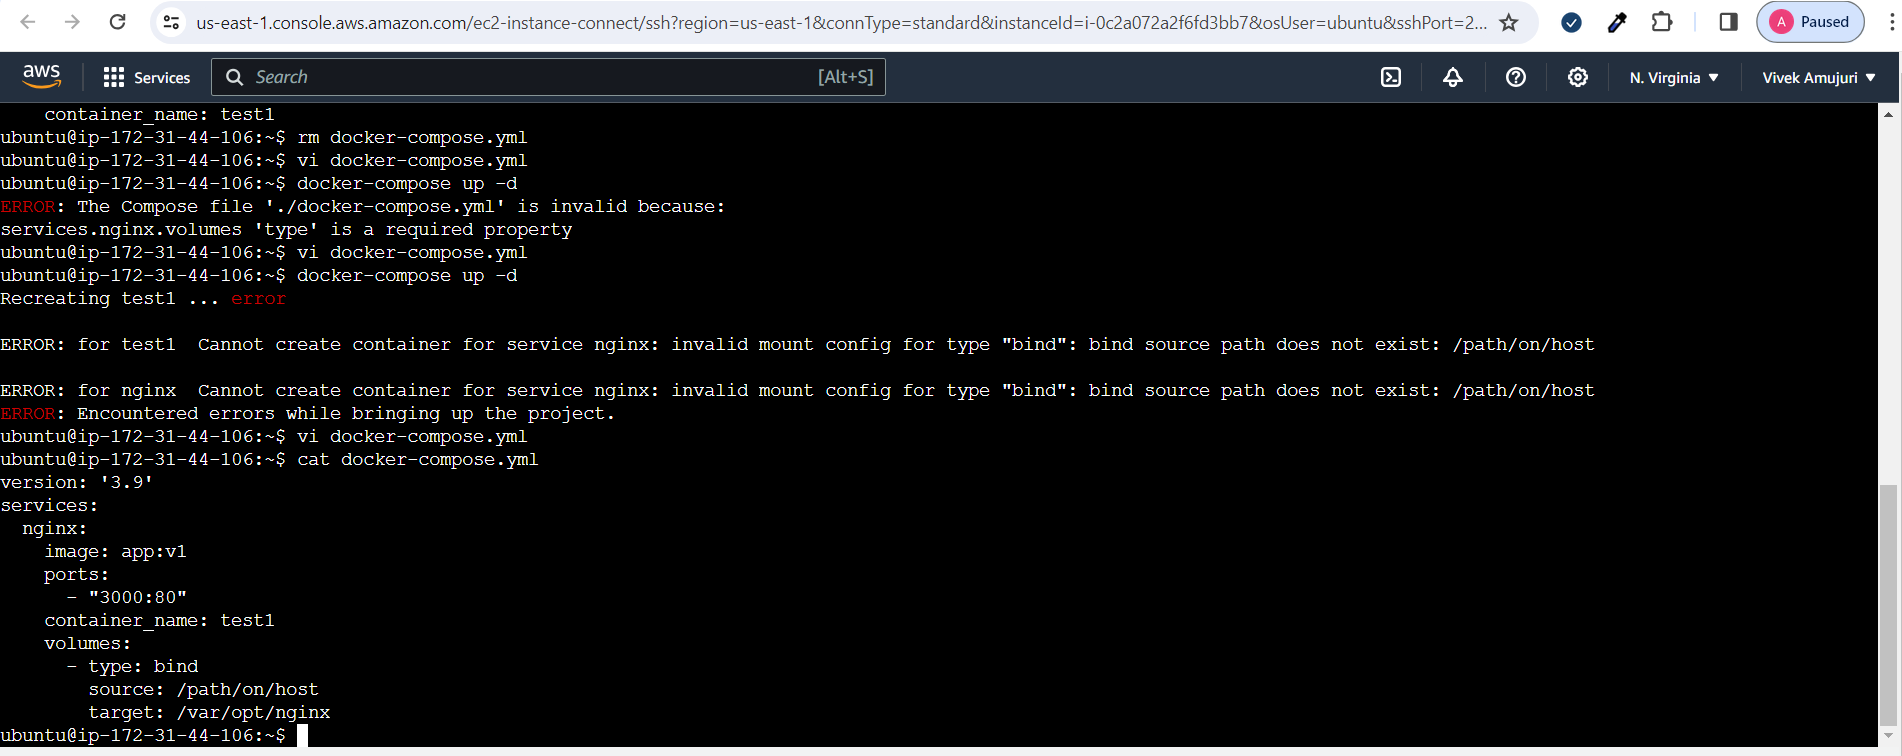 us-east-1.console.aws.amazon.com/ec2-instance-connect/ssh?region=us-east-1&connType=standard&instanceId=i-0c2a072a2f6fd3bb7&osUser=ubuntu&sshPort=2...
A Paused
aws Services Search [Alt+S] N. Virginia Vivek Amujuri
    container_name: test1
ubuntu@ip-172-31-44-106:~$ rm docker-compose.yml
ubuntu@ip-172-31-44-106:~$ vi docker-compose.yml
ubuntu@ip-172-31-44-106:~$ docker-compose up -d
ERROR: The Compose file './docker-compose.yml' is invalid because:
services.nginx.volumes 'type' is a required property
ubuntu@ip-172-31-44-106:~$ vi docker-compose.yml
ubuntu@ip-172-31-44-106:~$ docker-compose up -d
Recreating test1 ... error
ERROR: for test1  Cannot create container for service nginx: invalid mount config for type "bind": bind source path does not exist: /path/on/host
ERROR: for nginx  Cannot create container for service nginx: invalid mount config for type "bind": bind source path does not exist: /path/on/host
ERROR: Encountered errors while bringing up the project.
ubuntu@ip-172-31-44-106:~$ vi docker-compose.yml
ubuntu@ip-172-31-44-106:~$ cat docker-compose.yml
version: '3.9'
services:
  nginx:
    image: app:v1
    ports:
      - "3000:80"
    container_name: test1
    volumes:
      - type: bind
        source: /path/on/host
        target: /var/opt/nginx
ubuntu@ip-172-31-44-106:~$